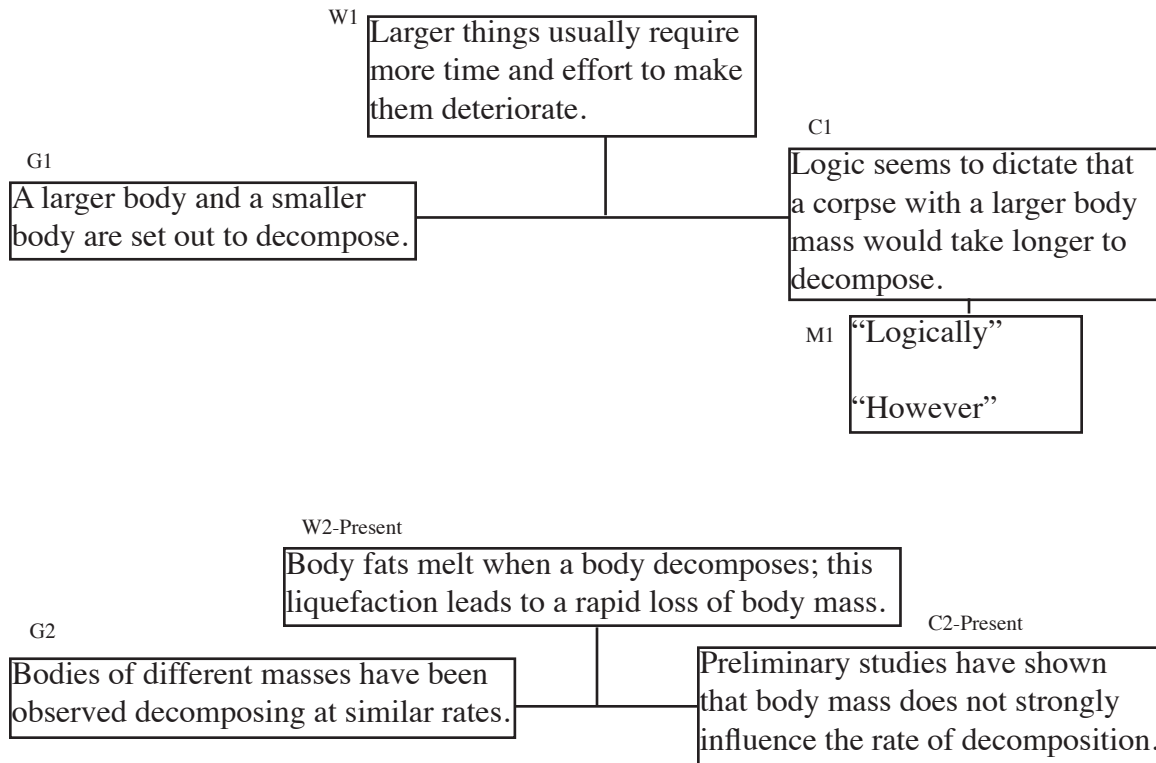 W1
Larger things usually require
more time and effort to make
them deteriorate.
G1
A larger body and a smaller
body are set out to decompose.
C1
Logic seems to dictate that
a corpse with a larger body
mass would take longer to
decompose.
M1
“Logically”
“However”
W2-Present
Body fats melt when a body decomposes; this
liquefaction leads to a rapid loss of body mass.
G2
Bodies of different masses have been
observed decomposing at similar rates.
C2-Present
Preliminary studies have shown
that body mass does not strongly
influence the rate of decomposition.